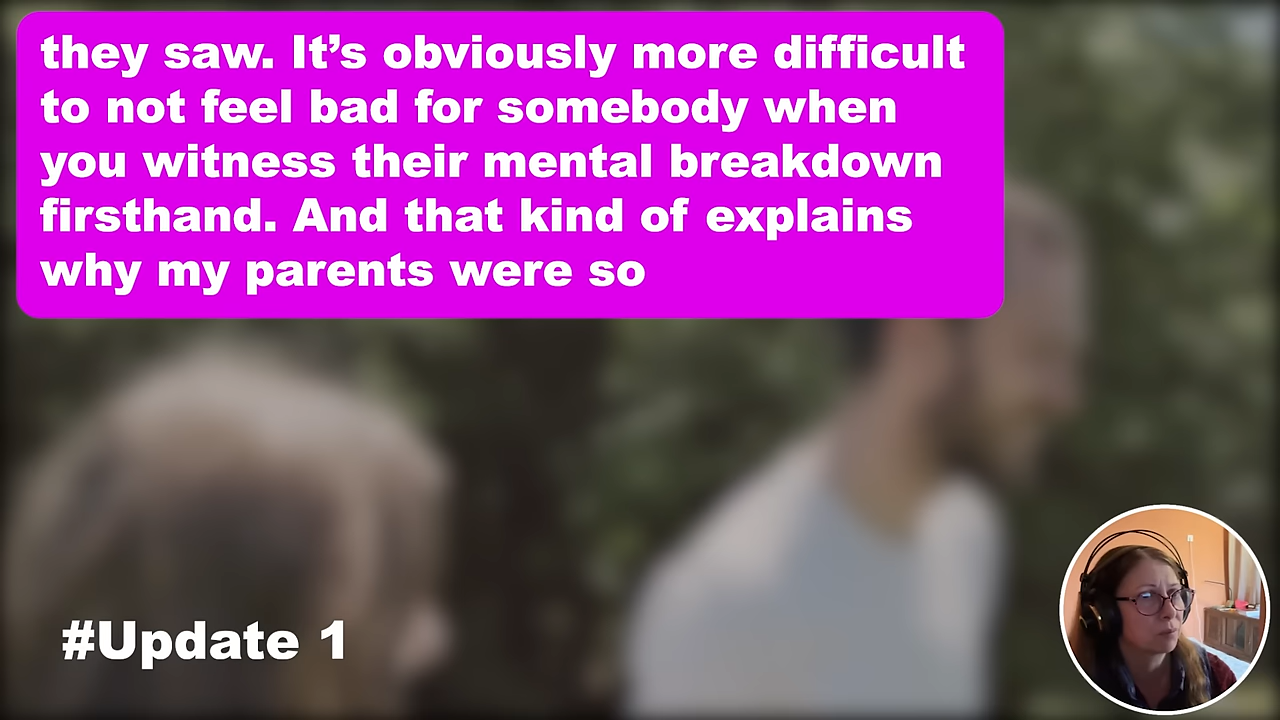 they saw. It’s obviously more difficult
to not feel bad for somebody when
you witness their mental breakdown
firsthand. And that kind of explains
why my parents were so
#Update 1